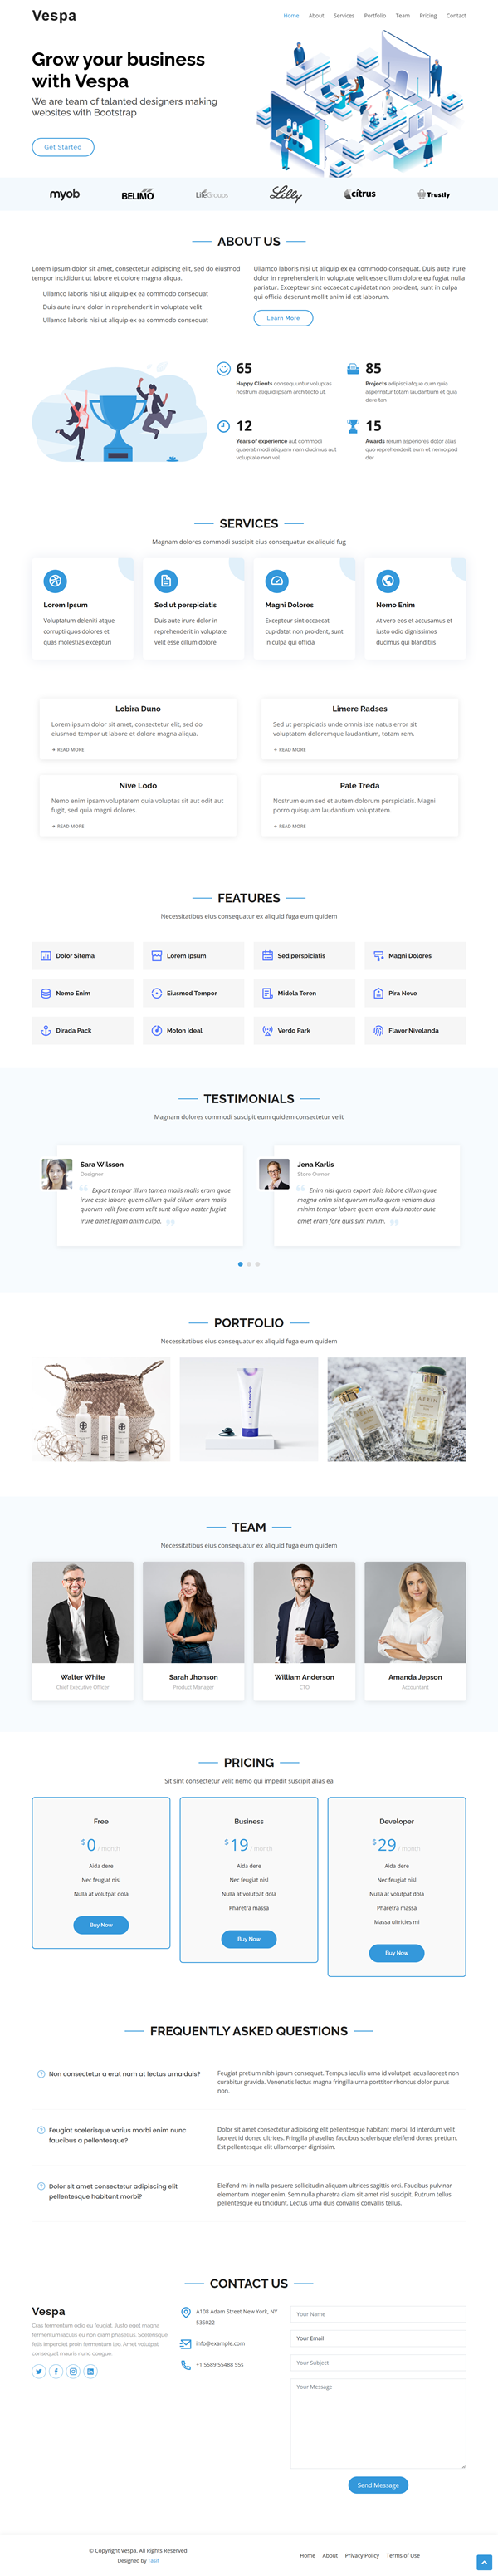 Vespa
Home About Services Portfolio Team Pricing Contact
Grow your business
with Vespa
We are team of talanted designers making
websites with Bootstrap
Get Started
myob BELIMO LifeGroups Lilly citrus Trustly
ABOUT US
Lorem ipsum dolor sit amet, consectetur adipiscing elit, sed do eiusmod
tempor incididunt ut labore et dolore magna aliqua.
Ullamco laboris nisi ut aliquip ex ea commodo consequat
Duis aute irure dolor in reprehenderit in voluptate velit
Ullamco laboris nisi ut aliquip ex ea commodo consequat
Ullamco laboris nisi ut aliquip ex ea commodo consequat. Duis aute irure
dolor in reprehenderit in voluptate velit esse cillum dolore eu fugiat nulla
pariatur. Excepteur sint occaecat cupidatat non proident, sunt in culpa
qui officia deserunt mollit anim id est laborum.
Learn More
65
Happy Clients consequuntur voluptas
nostrum aliquid ipsam architecto ut.
85
Projects adipisci atque cum quia
aspernatur totam laudantium et quia
dere tan
12
Years of experience aut commodi
quaerat modi aliquam nam ducimus aut
voluptate non vel
15
Awards rerum asperiores dolor alias
quo reprehenderit eum et nemo pad
der
SERVICES
Magnam dolores commodi suscipit eius consequatur ex aliquid fug
Lorem Ipsum
Voluptatum deleniti atque
corrupti quos dolores et
quas molestias excepturi
Sed ut perspiciatis
Duis aute irure dolor in
reprehenderit in voluptate
velit esse cillum dolore
Magni Dolores
Excepteur sint occaecat
cupidatat non proident, sunt
in culpa qui officia
Nemo Enim
At vero eos et accusamus et
iusto odio dignissimos
ducimus qui blanditiis
Lobira Duno
Lorem ipsum dolor sit amet, consectetur elit, sed do
eiusmod tempor ut labore et dolore magna aliqua.
READ MORE
Limere Radses
Sed ut perspiciatis unde omnis iste natus error sit
voluptatem doloremque laudantium, totam rem.
READ MORE
Nive Lodo
Nemo enim ipsam voluptatem quia voluptas sit aut odit aut
fugit, sed quia magni dolores.
READ MORE
Pale Treda
Nostrum eum sed et autem dolorum perspiciatis. Magni
porro quisquam laudantium voluptatem.
READ MORE
FEATURES
Necessitatibus eius consequatur ex aliquid fuga eum quidem
Dolor Sitema Lorem Ipsum Sed perspiciatis Magni Dolores
Nemo Enim Eiusmod Tempor Midela Teren Pira Neve
Dirada Pack Moton Ideal Verdo Park Flavor Nivelanda
TESTIMONIALS
Magnam dolores commodi suscipit eum quidem consectetur velit
Sara Wilsson
Designer
“ Export tempor illum tamen malis malis eram quae
irure esse labore quem cillum quid cillum eram malis
quorum velit fore eram velit sunt aliqua noster fugiat
irure amet legam anim culpa. ”
Jena Karlis
Store Owner
“ Enim nisi quem export duis labore cillum quae
magna enim sint quorum nulla quem veniam duis
minim tempor labore quem eram duis noster aute
amet eram fore quis sint minim. ”
PORTFOLIO
Necessitatibus eius consequatur ex aliquid fuga eum quidem
TEAM
Necessitatibus eius consequatur ex aliquid fuga eum quidem
Walter White
Chief Executive Officer
Sarah Jhonson
Product Manager
William Anderson
CTO
Amanda Jepson
Accountant
PRICING
Sit sint consectetur velit nemo qui impedit suscipit alias ea
Free
$0 / month
Aida dere
Nec feugiat nisl
Nulla at volutpat dola
Buy Now
Business
$19 / month
Aida dere
Nec feugiat nisl
Nulla at volutpat dola
Pharetra massa
Buy Now
Developer
$29 / month
Aida dere
Nec feugiat nisl
Nulla at volutpat dola
Pharetra massa
Massa ultricies mi
Buy Now
FREQUENTLY ASKED QUESTIONS
Non consectetur a erat nam at lectus urna duis?
Feugiat pretium nibh ipsum consequat. Tempus iaculis urna id volutpat lacus laoreet non
curabitur gravida. Venenatis lectus magna fringilla urna porttitor rhoncus dolor purus
non.
Feugiat scelerisque varius morbi enim nunc
faucibus a pellentesque?
Dolor sit amet consectetur adipiscing elit pellentesque habitant morbi. Id interdum velit
laoreet id donec ultrices. Fringilla phasellus faucibus scelerisque eleifend donec pretium.
Est pellentesque elit ullamcorper dignissim.
Dolor sit amet consectetur adipiscing elit
pellentesque habitant morbi?
Eleifend mi in nulla posuere sollicitudin aliquam ultrices sagittis orci. Faucibus pulvinar
elementum integer enim. Sem nulla pharetra diam sit amet nisl suscipit. Rutrum tellus
pellentesque eu tincidunt. Lectus urna duis convallis convallis tellus.
CONTACT US
Vespa
Cras fermentum odio eu feugiat. Justo eget magna
fermentum iaculis eu non diam phasellus. Scelerisque
felis imperdiet proin fermentum leo. Amet volutpat
consequat mauris nunc congue.
A108 Adam Street New York, NY
535022
info@example.com
+1 5589 55488 55s
Your Name
Your Email
Your Subject
Your Message
Send Message
© Copyright Vespa. All Rights Reserved
Designed by
Home About Privacy Policy Terms of Use